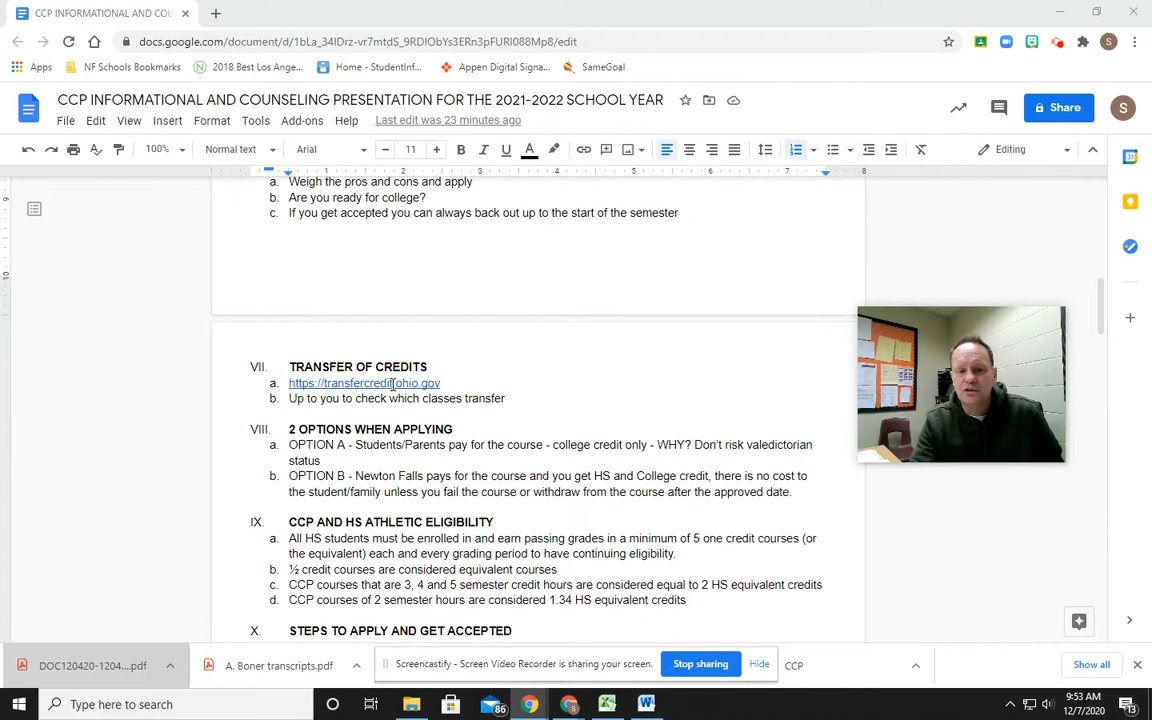 CCP INFORMATIONAL AND COU
docs.google.com/document/d/1bLa_34lDrz-vr7mtdS_9RDIObYs3ERn3pFURI088Mp8/edit
S
Apps NF Schools Bookmarks 2018 Best Los Ange... Home - StudentInf... Appen Digital Signa... SameGoal
CCP INFORMATIONAL AND COUNSELING PRESENTATION FOR THE 2021-2022 SCHOOL YEAR
Share
S
File Edit View Insert Format Tools Add-ons Help Last edit was 23 minutes ago
100% Normal text Arial 11 B I U A Editing
1 2 3 4 5 6 7 8
9
10
31
a. Weigh the pros and cons and apply
b. Are you ready for college?
c. If you get accepted you can always back out up to the start of the semester
VII. TRANSFER OF CREDITS
a. https://transfercredit.ohio.gov
b. Up to you to check which classes transfer
VIII. 2 OPTIONS WHEN APPLYING
a. OPTION A - Students/Parents pay for the course - college credit only - WHY? Don't risk valedictorian
status
b. OPTION B - Newton Falls pays for the course and you get HS and College credit, there is no cost to
the student/family unless you fail the course or withdraw from the course after the approved date.
IX. CCP AND HS ATHLETIC ELIGIBILITY
a. All HS students must be enrolled in and earn passing grades in a minimum of 5 one credit courses (or
the equivalent) each and every grading period to have continuing eligibility.
b. ½ credit courses are considered equivalent courses
c. CCP courses that are 3, 4 and 5 semester credit hours are considered equal to 2 HS equivalent credits
d. CCP courses of 2 semester hours are considered 1.34 HS equivalent credits
X. STEPS TO APPLY AND GET ACCEPTED
DOC120420-1204....pdf A. Boner transcripts.pdf Screencastify - Screen Video Recorder is sharing your screen. Stop sharing Hide CCP Show all
Type here to search
86
9:53 AM
12/7/2020
13